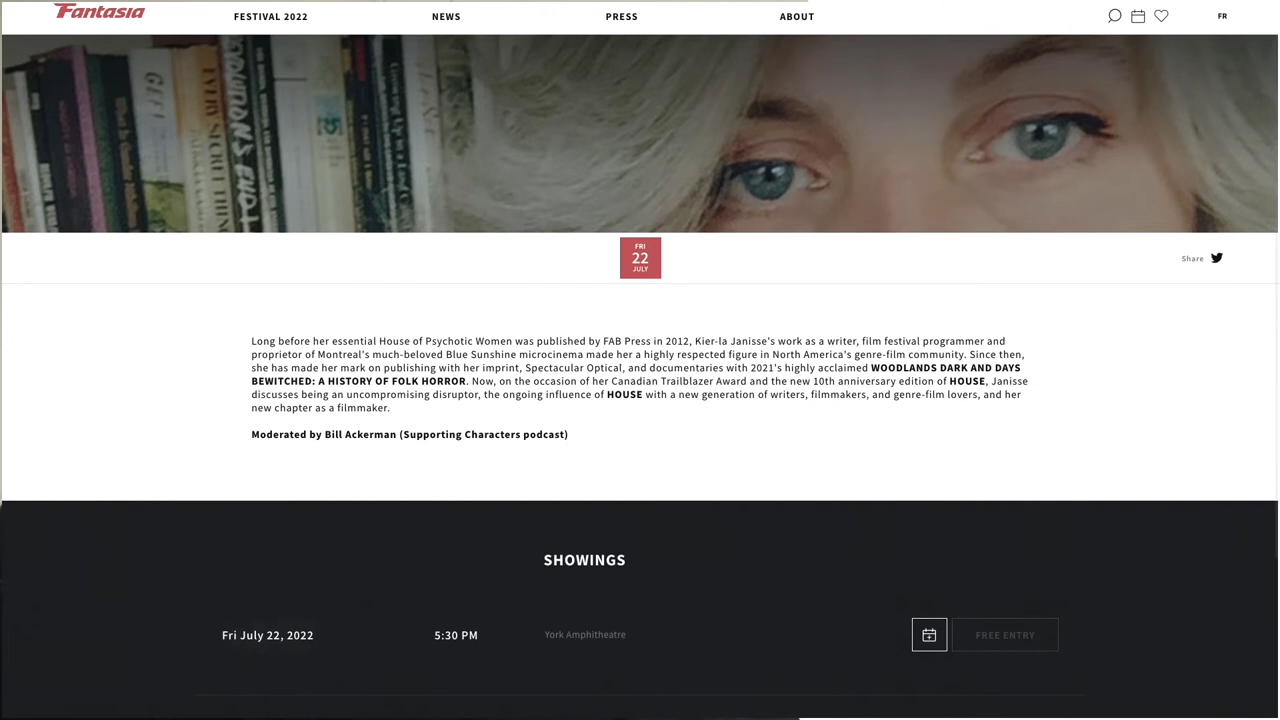 Fantasia
FESTIVAL 2022
NEWS
PRESS
ABOUT
FR
EVERY SECRET THING
FRI
22
JULY
Share
Long before her essential House of Psychotic Women was published by FAB Press in 2012, Kier-la Janisse's work as a writer, film festival programmer and
proprietor of Montreal's much-beloved Blue Sunshine microcinema made her a highly respected figure in North America's genre-film community. Since then,
she has made her mark on publishing with her imprint, Spectacular Optical, and documentaries with 2021's highly acclaimed WOODLANDS DARK AND DAYS
BEWITCHED: A HISTORY OF FOLK HORROR. Now, on the occasion of her Canadian Trailblazer Award and the new 10th anniversary edition of HOUSE, Janisse
discusses being an uncompromising disruptor, the ongoing influence of HOUSE with a new generation of writers, filmmakers, and genre-film lovers, and her
new chapter as a filmmaker.
Moderated by Bill Ackerman (Supporting Characters podcast)
SHOWINGS
Fri July 22, 2022
5:30 PM
York Amphitheatre
FREE ENTRY